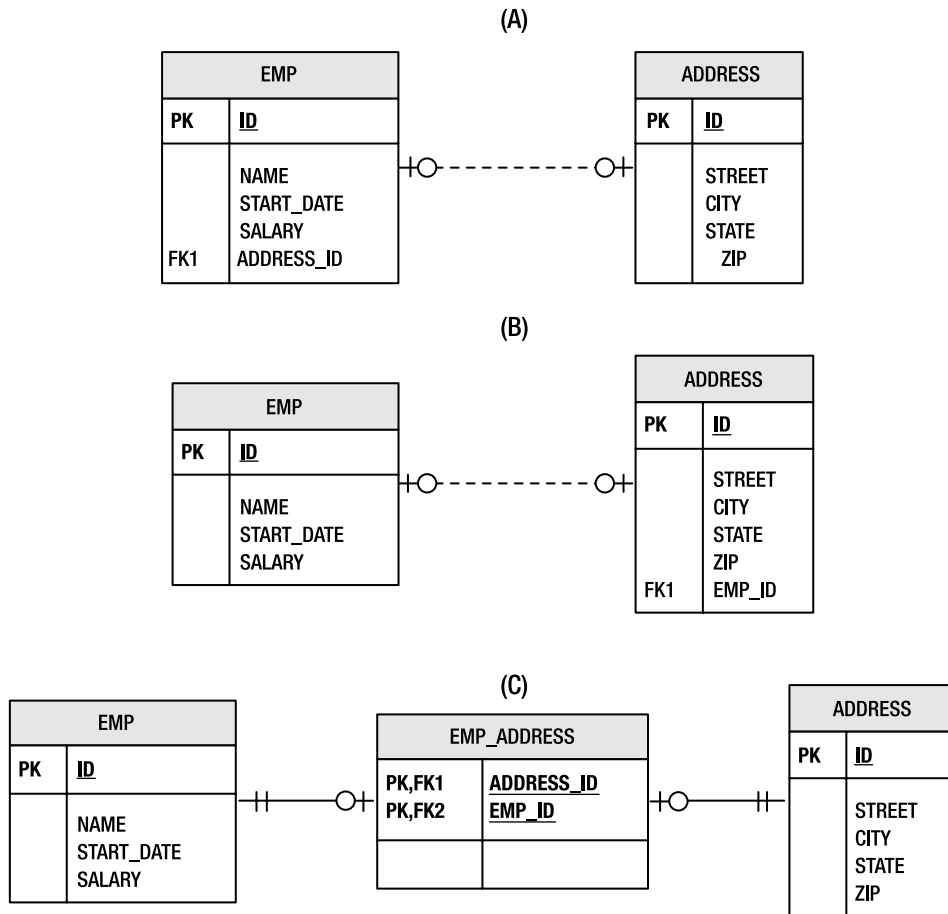 (A)
EMP
PK ID
NAME
START_DATE
SALARY
FK1 ADDRESS_ID
ADDRESS
PK ID
STREET
CITY
STATE
ZIP
(B)
EMP
PK ID
NAME
START_DATE
SALARY
ADDRESS
PK ID
STREET
CITY
STATE
ZIP
FK1 EMP_ID
(C)
EMP
PK ID
NAME
START_DATE
SALARY
EMP_ADDRESS
PK,FK1 ADDRESS_ID
PK,FK2 EMP_ID
ADDRESS
PK ID
STREET
CITY
STATE
ZIP